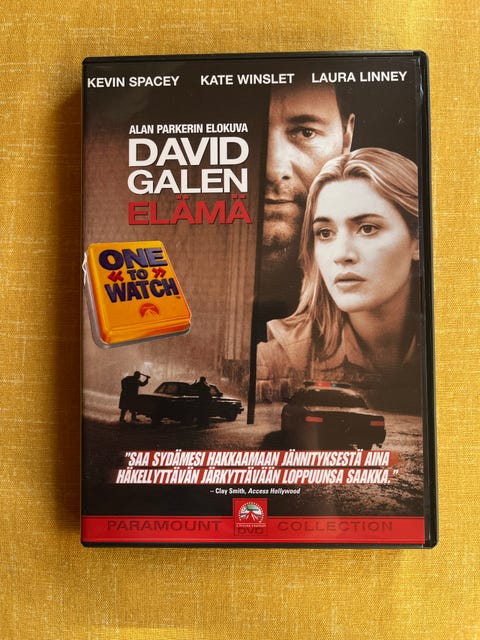 KEVIN SPACEY KATE WINSLET LAURA LINNEY
ALAN PARKERIN ELOKUVA
DAVID
GALEN
ELÄMÄ
ONE
«TO»
WATCH
"SAA SYDÄMESI HAKKAAMAAN JÄNNITYKSESTÄ AINA
HÄKELLYTTÄVÄN JÄRKYTTÄVÄÄN LOPPUUNSA SAAKKA."
– Clay Smith, Access Hollywood
PARAMOUNT DVD COLLECTION